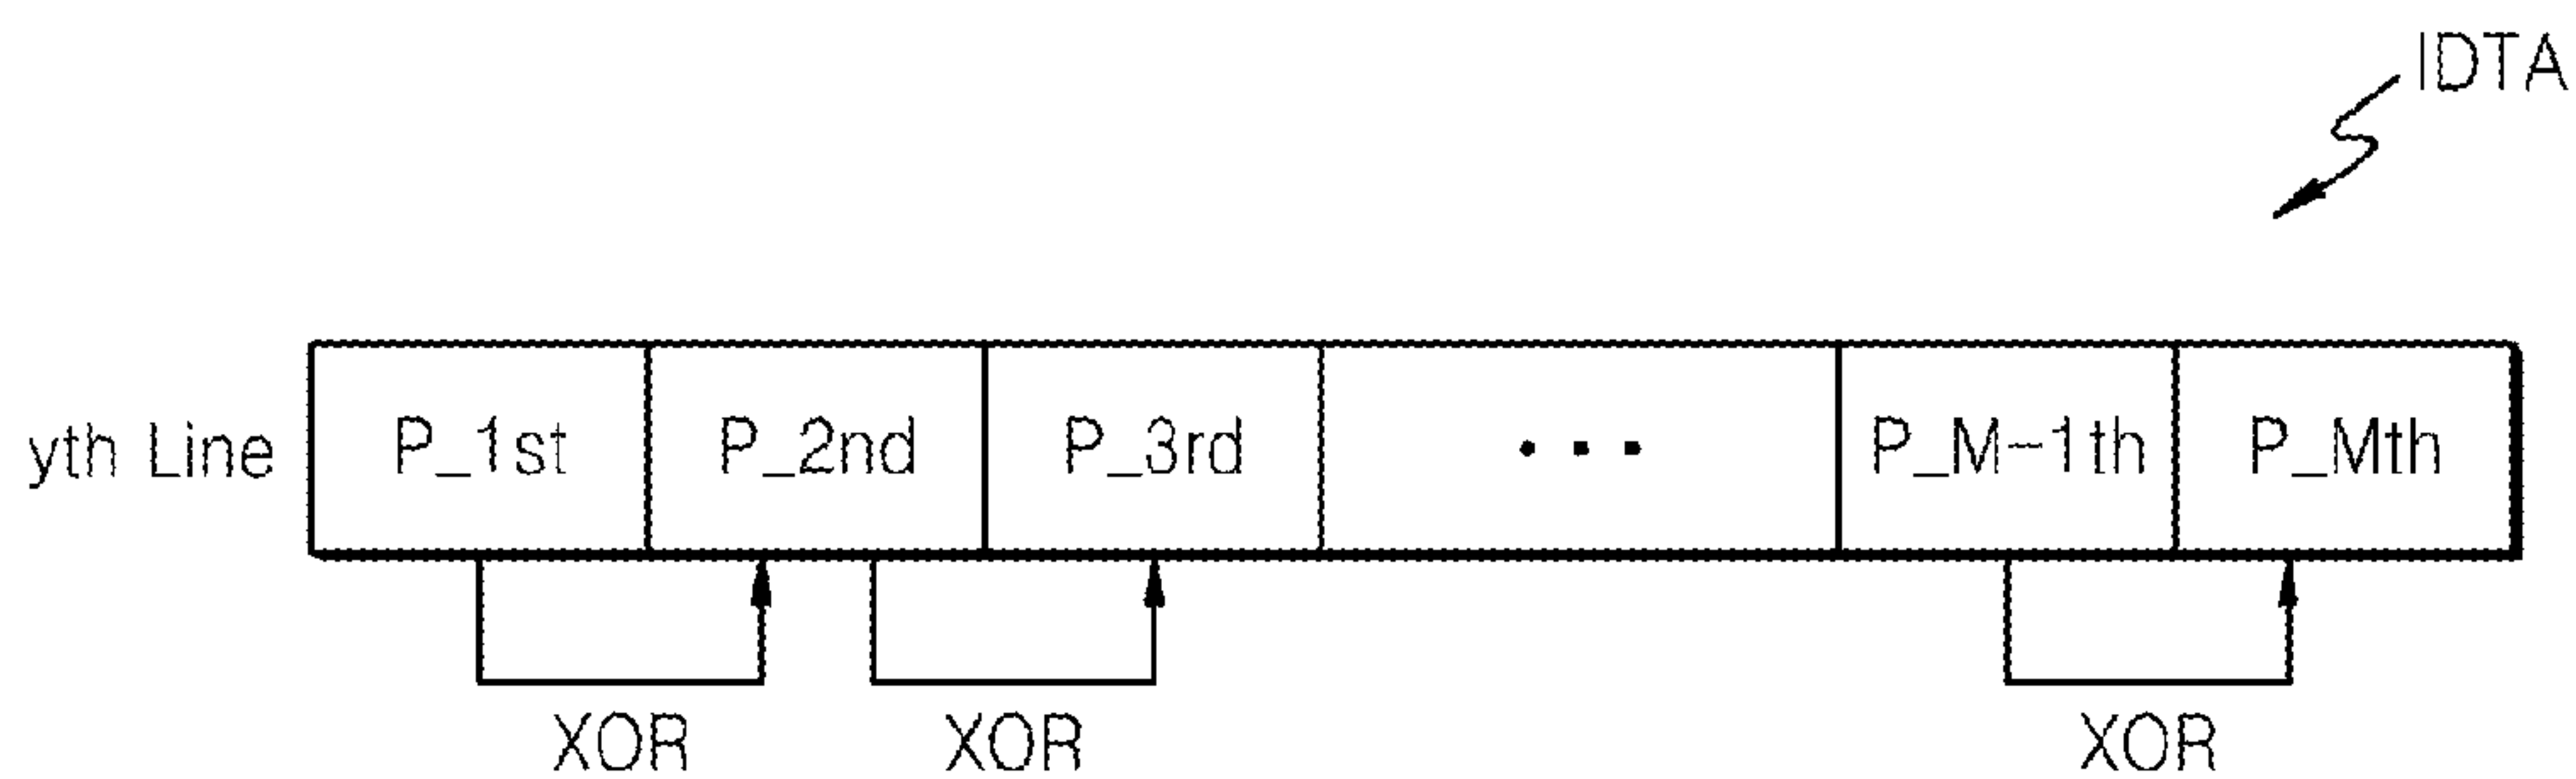 IDTA
yth Line P_1st P_2nd P_3rd ... P_M-1th P_Mth
XOR XOR XOR